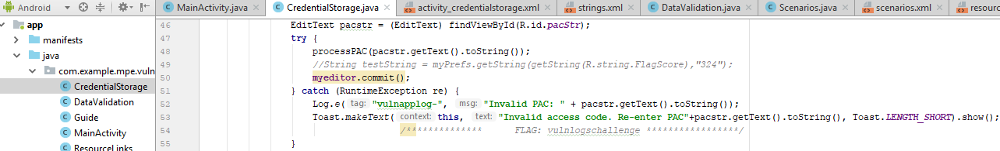 Android
MainActivity.java
CredentialStorage.java
activity_credentialstorage.xml
strings.xml
DataValidation.java
Scenarios.java
scenarios.xml
resour
app
manifests
java
com.example.mpe.vuln
CredentialStorage
DataValidation
Guide
MainActivity
ResourceLinks
46 EditText pacstr = (EditText) findViewById(R.id.pacStr);
47 try {
48 processPAC(pacstr.getText().toString());
49 //String testString = myPrefs.getString(getString(R.string.FlagScore),"324");
50 myeditor.commit();
51 } catch (RuntimeException re) {
52 Log.e( tag: "vulnapplog-", msg: "Invalid PAC: " + pacstr.getText().toString());
53 Toast.makeText( context: this, text: "Invalid access code. Re-enter PAC"+pacstr.getText().toString(), Toast.LENGTH_SHORT).show();
54 /************** FLAG: vulnlogschallenge *****************/
55 }